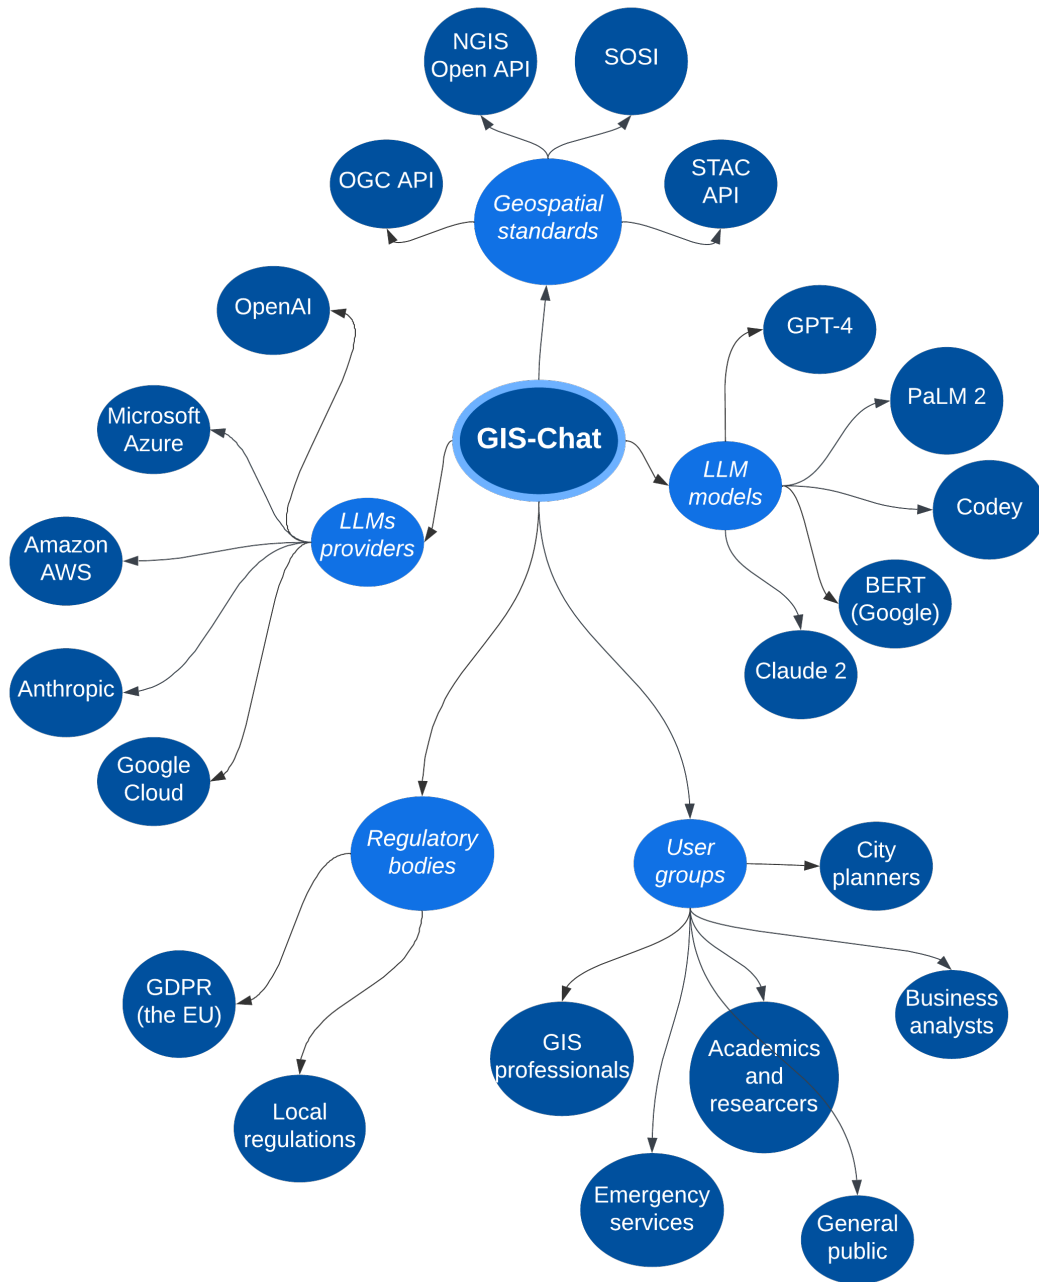 NGIS
Open API
SOSI
OGC API
STAC
API
Geospatial
standards
OpenAI
GPT-4
PaLM 2
Microsoft
Azure
GIS-Chat
LLM
models
Codey
LLMs
providers
Amazon
AWS
BERT
(Google)
Claude 2
Anthropic
Google
Cloud
Regulatory
bodies
User
groups
City
planners
GDPR
(the EU)
Business
analysts
GIS
professionals
Academics
and
researcers
Local
regulations
Emergency
services
General
public